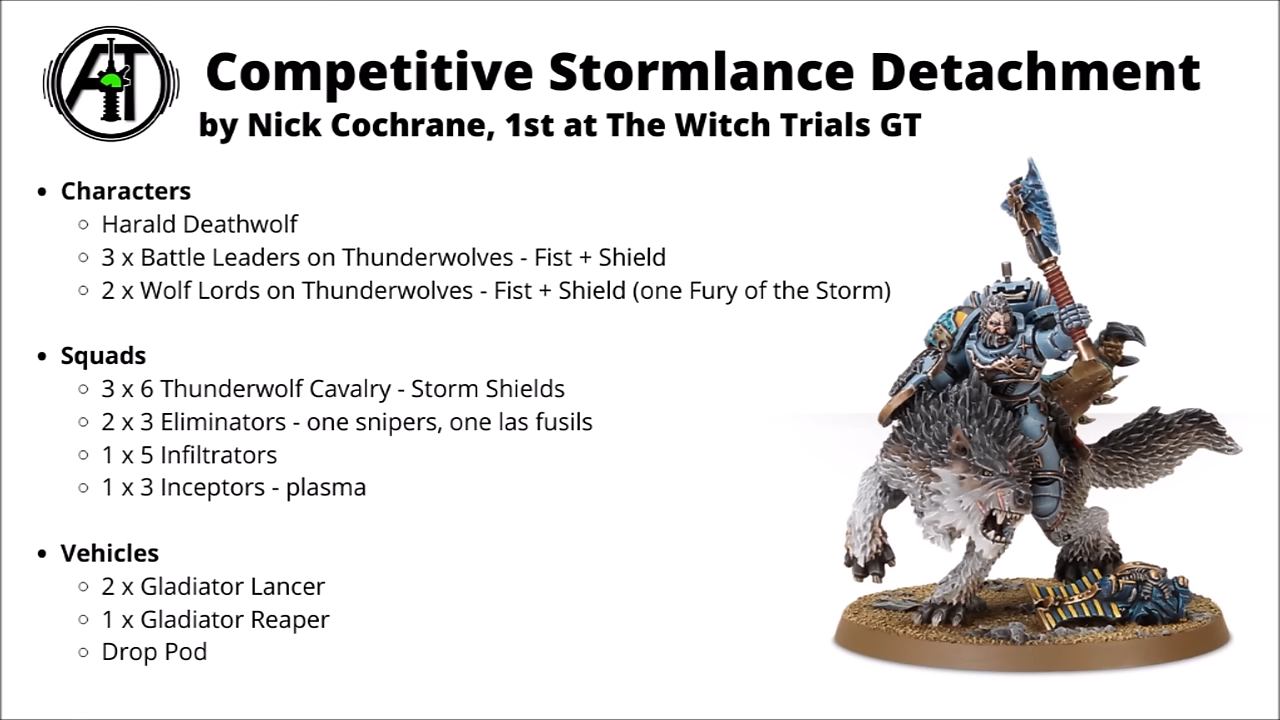 AT
Competitive Stormlance Detachment
by Nick Cochrane, 1st at The Witch Trials GT
• Characters
○ Harald Deathwolf
○ 3 x Battle Leaders on Thunderwolves - Fist + Shield
○ 2 x Wolf Lords on Thunderwolves - Fist + Shield (one Fury of the Storm)
• Squads
○ 3 x 6 Thunderwolf Cavalry - Storm Shields
○ 2 x 3 Eliminators - one snipers, one las fusils
○ 1 x 5 Infiltrators
○ 1 x 3 Inceptors - plasma
• Vehicles
○ 2 x Gladiator Lancer
○ 1 x Gladiator Reaper
○ Drop Pod